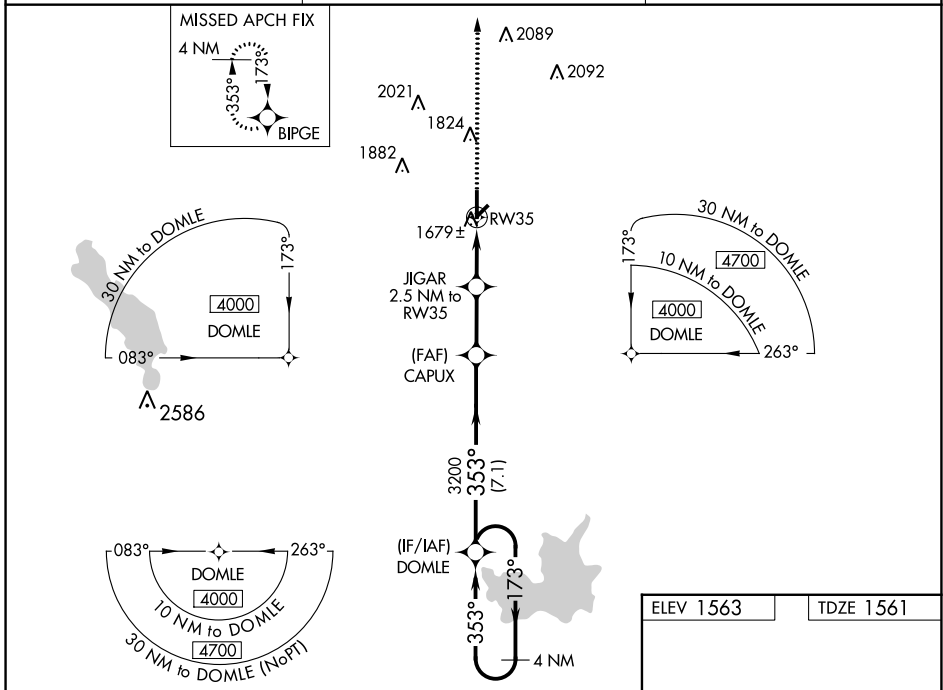 MISSED APCH FIX
4 NM
353°
173°
BIPGE
2089
2092
2021
1824
1882
RW35
1679±
JIGAR
2.5 NM to
RW35
(FAF)
CAPUX
3200
353°
(7.1)
(IF/IAF)
DOMLE
353°
173°
4 NM
30 NM to DOMLE
173°
4000
DOMLE
083°
2586
30 NM to DOMLE
4700
10 NM to DOMLE
173°
4000
DOMLE
263°
083°
263°
DOMLE
4000
10 NM to DOMLE
4700
30 NM to DOMLE (NoPT)
ELEV 1563
TDZE 1561